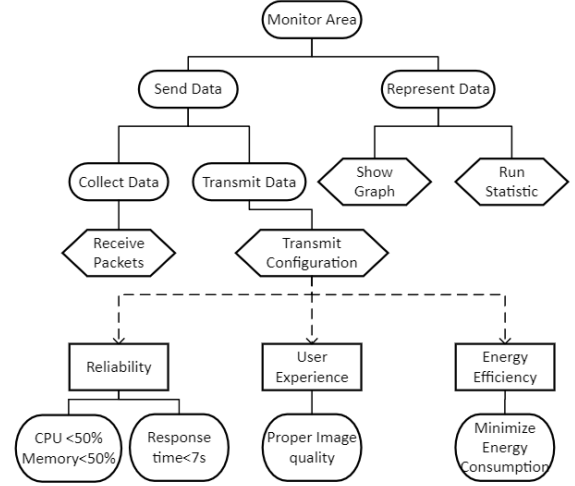 Monitor Area
Send Data
Represent Data
Collect Data
Transmit Data
Show
Graph
Run
Statistic
Receive
Packets
Transmit
Configuration
Reliability
User
Experience
Energy
Efficiency
CPU <50%
Memory<50%
Response
time<7s
Proper Image
quality
Minimize
Energy
Consumption